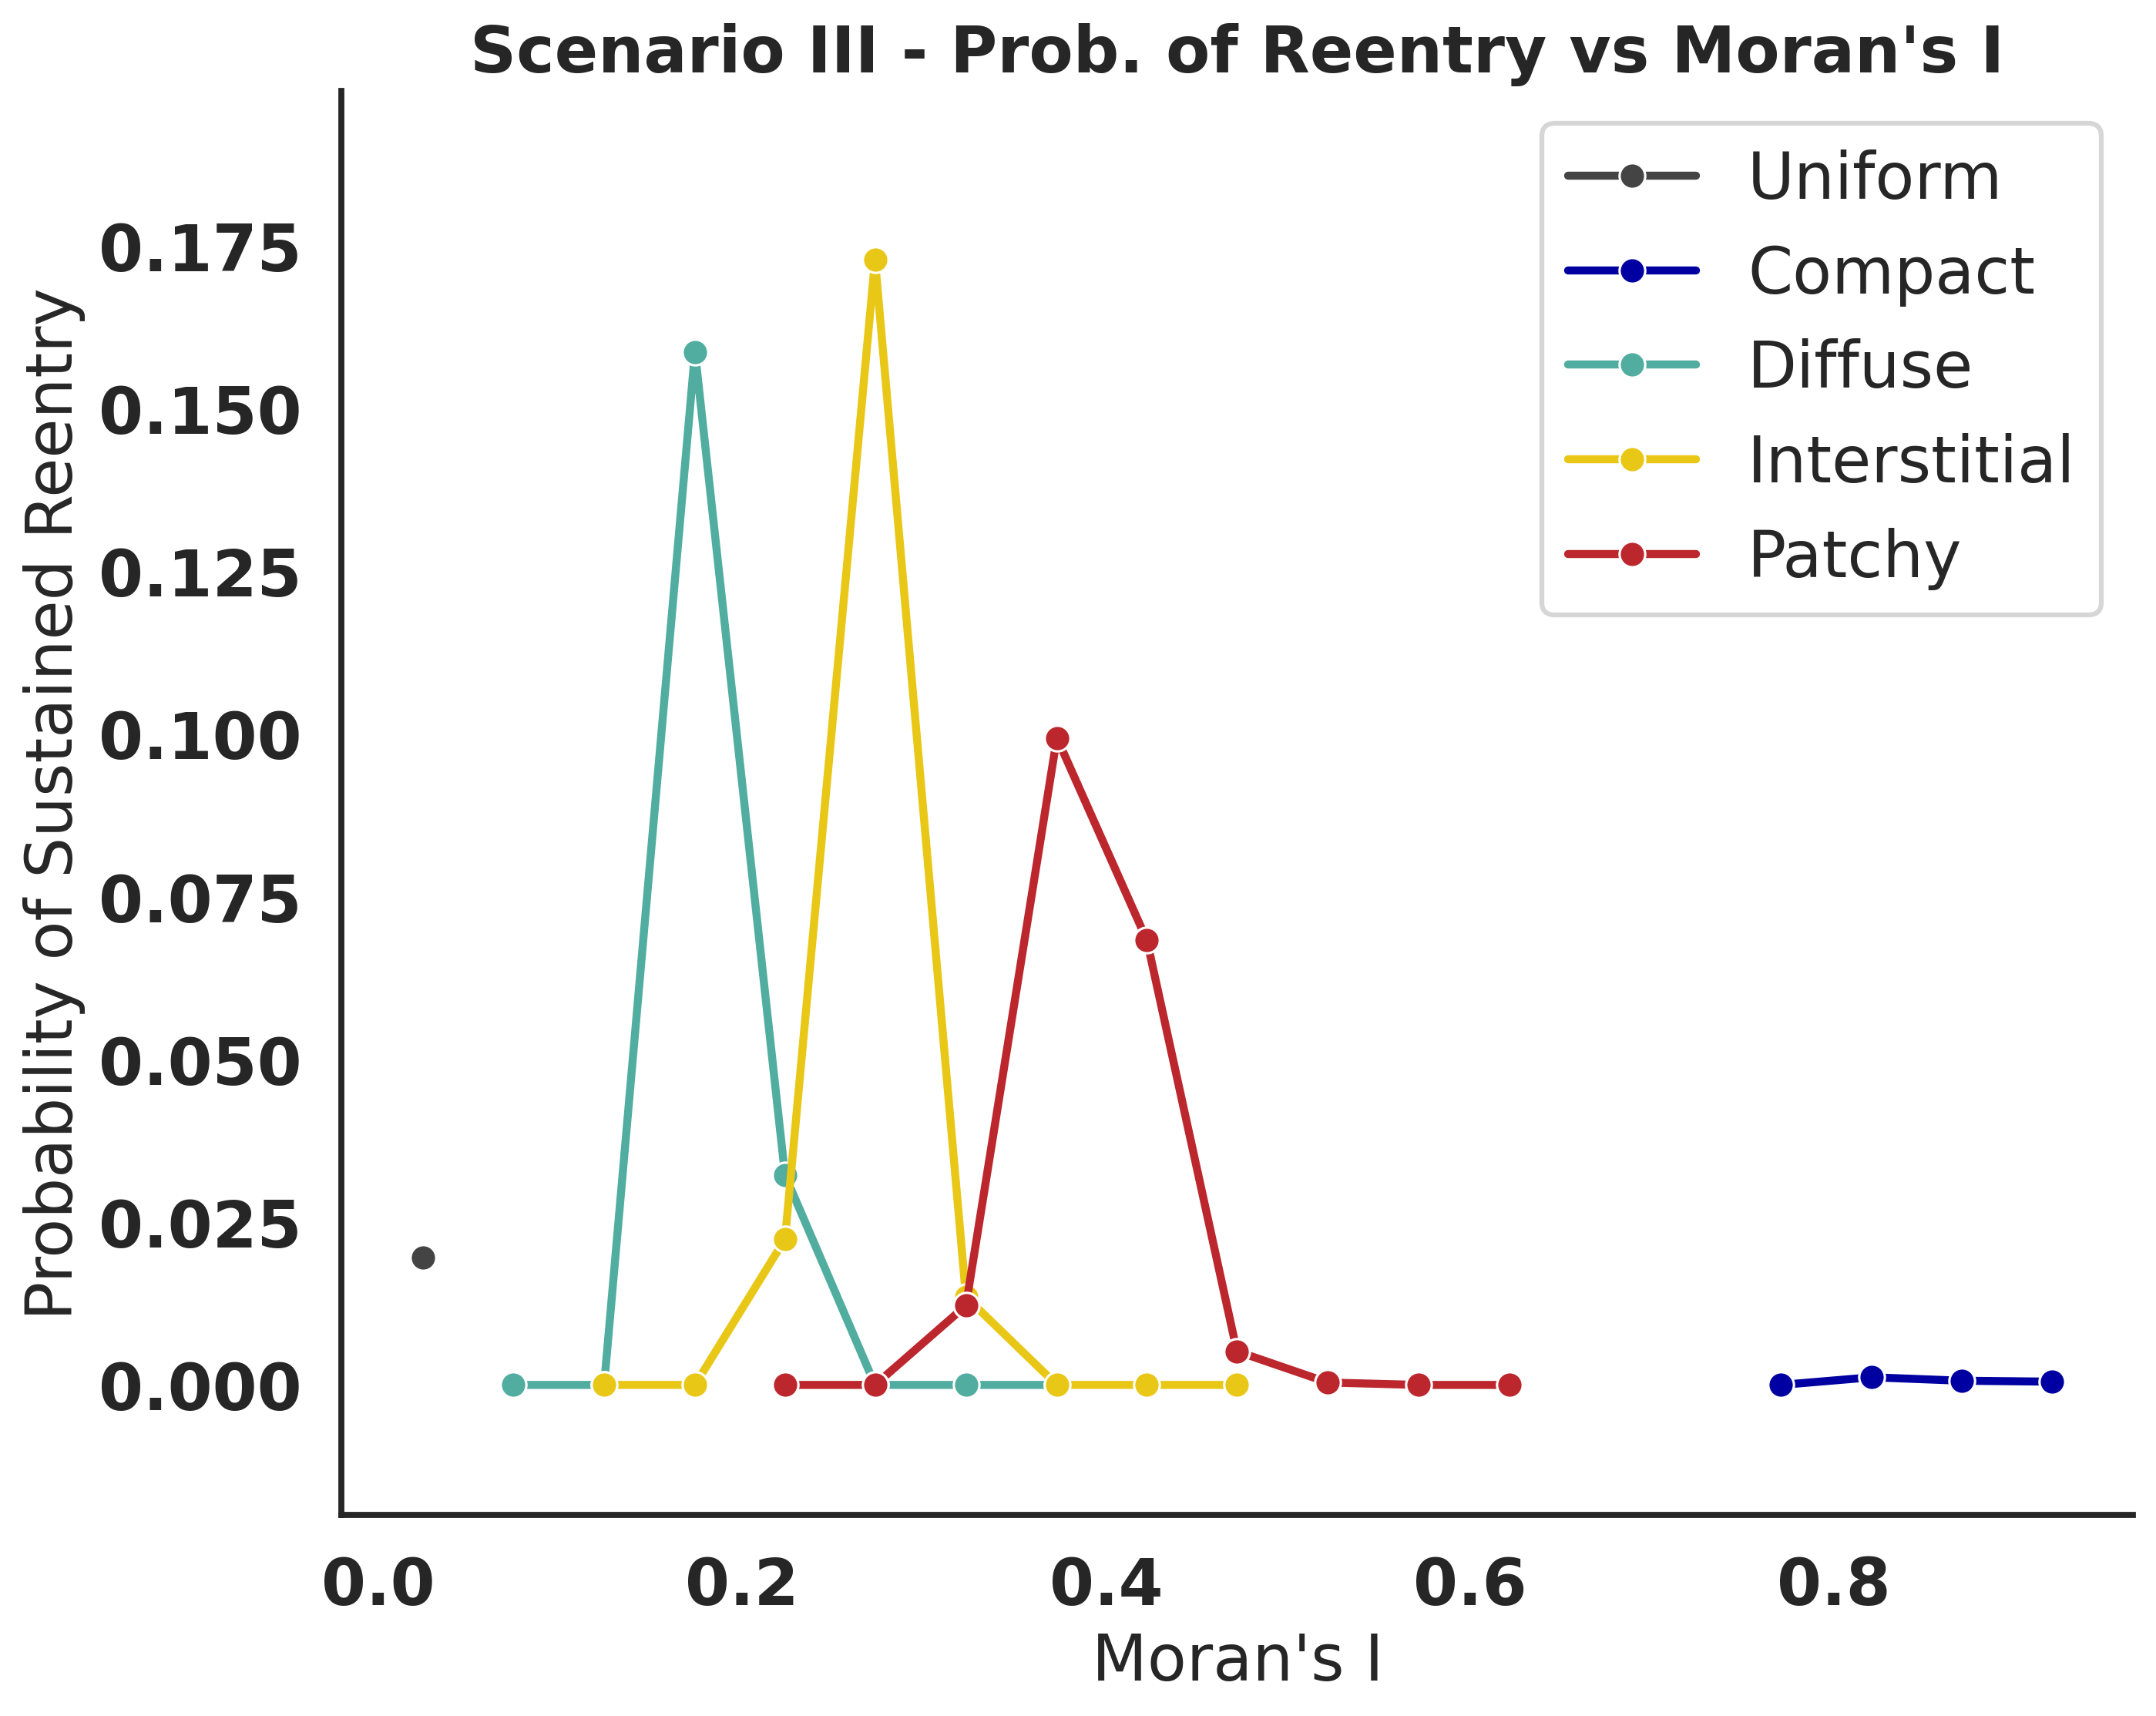 Scenario III - Prob. of Reentry vs Moran's I
Uniform
Compact
Diffuse
Interstitial
Patchy
Probability of Sustained Reentry
0.175
0.150
0.125
0.100
0.075
0.050
0.025
0.000
0.0
0.2
0.4
0.6
0.8
Moran's I